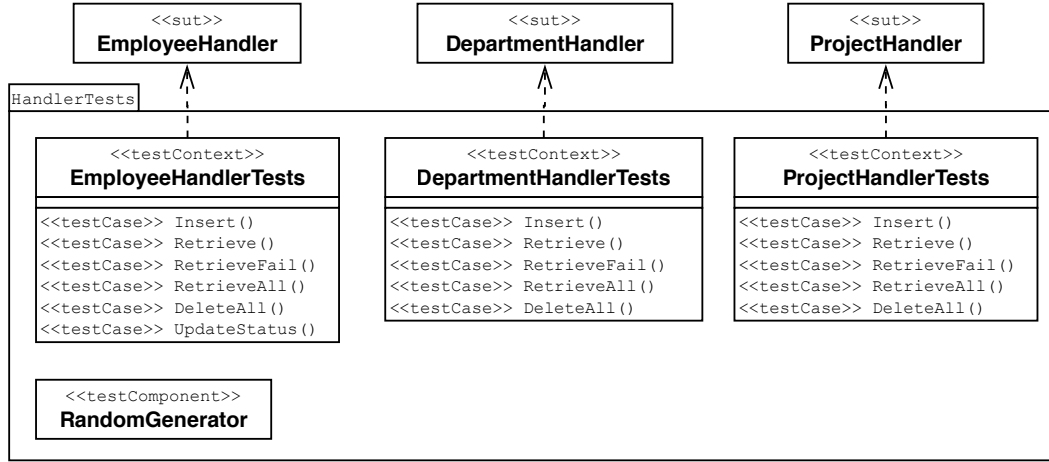 <<sut>>
EmployeeHandler
<<sut>>
DepartmentHandler
<<sut>>
ProjectHandler
HandlerTests
<<testContext>>
EmployeeHandlerTests
<<testCase>> Insert()
<<testCase>> Retrieve()
<<testCase>> RetrieveFail()
<<testCase>> RetrieveAll()
<<testCase>> DeleteAll()
<<testCase>> UpdateStatus()
<<testContext>>
DepartmentHandlerTests
<<testCase>> Insert()
<<testCase>> Retrieve()
<<testCase>> RetrieveFail()
<<testCase>> RetrieveAll()
<<testCase>> DeleteAll()
<<testContext>>
ProjectHandlerTests
<<testCase>> Insert()
<<testCase>> Retrieve()
<<testCase>> RetrieveFail()
<<testCase>> RetrieveAll()
<<testCase>> DeleteAll()
<<testComponent>>
RandomGenerator